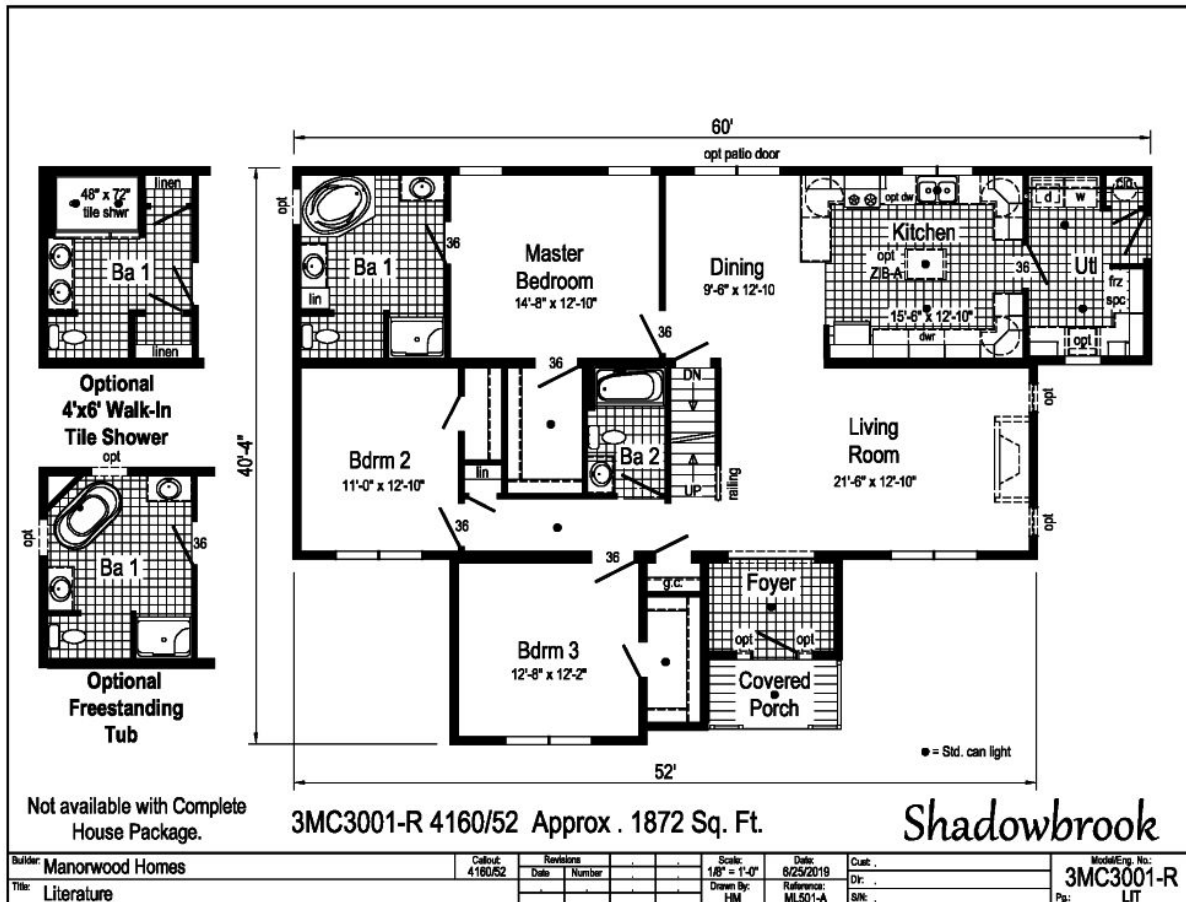 60'
opt patio door
linen
48" x 72"
tile shwr
Ba 1
linen
Optional
4'x6' Walk-In
Tile Shower
opt
opt
Ba 1
36
Optional
Freestanding
Tub
Not available with Complete
House Package.
40'-4"
opt
Ba 1
lin
36
Master
Bedroom
14'-8" x 12'-10"
36
36
Dining
9'-6" x 12'-10
opt dw
Kitchen
opt
ZIB-A
15'-6" x 12'-10"
dwr
36
d
w
Utl
frz
spc
opt
Bdrm 2
11'-0" x 12'-10"
36
lin
Ba 2
DN
UP
railing
Living
Room
21'-6" x 12'-10"
opt
opt
36
g.c.
Foyer
opt
opt
Bdrm 3
12'-8" x 12'-2"
Covered
Porch
● = Std. can light
52'
3MC3001-R 4160/52 Approx . 1872 Sq. Ft.
Shadowbrook
Builder: Manorwood Homes
Title: Literature
Callout:
4160/52
Revisions
Date Number
Scale:
1/8" = 1'-0"
Drawn By:
HM
Date:
6/25/2019
Reference:
ML501-A
Cust: .
Dir: .
S/N: .
Model/Eng. No.:
3MC3001-R
Pg.: LIT